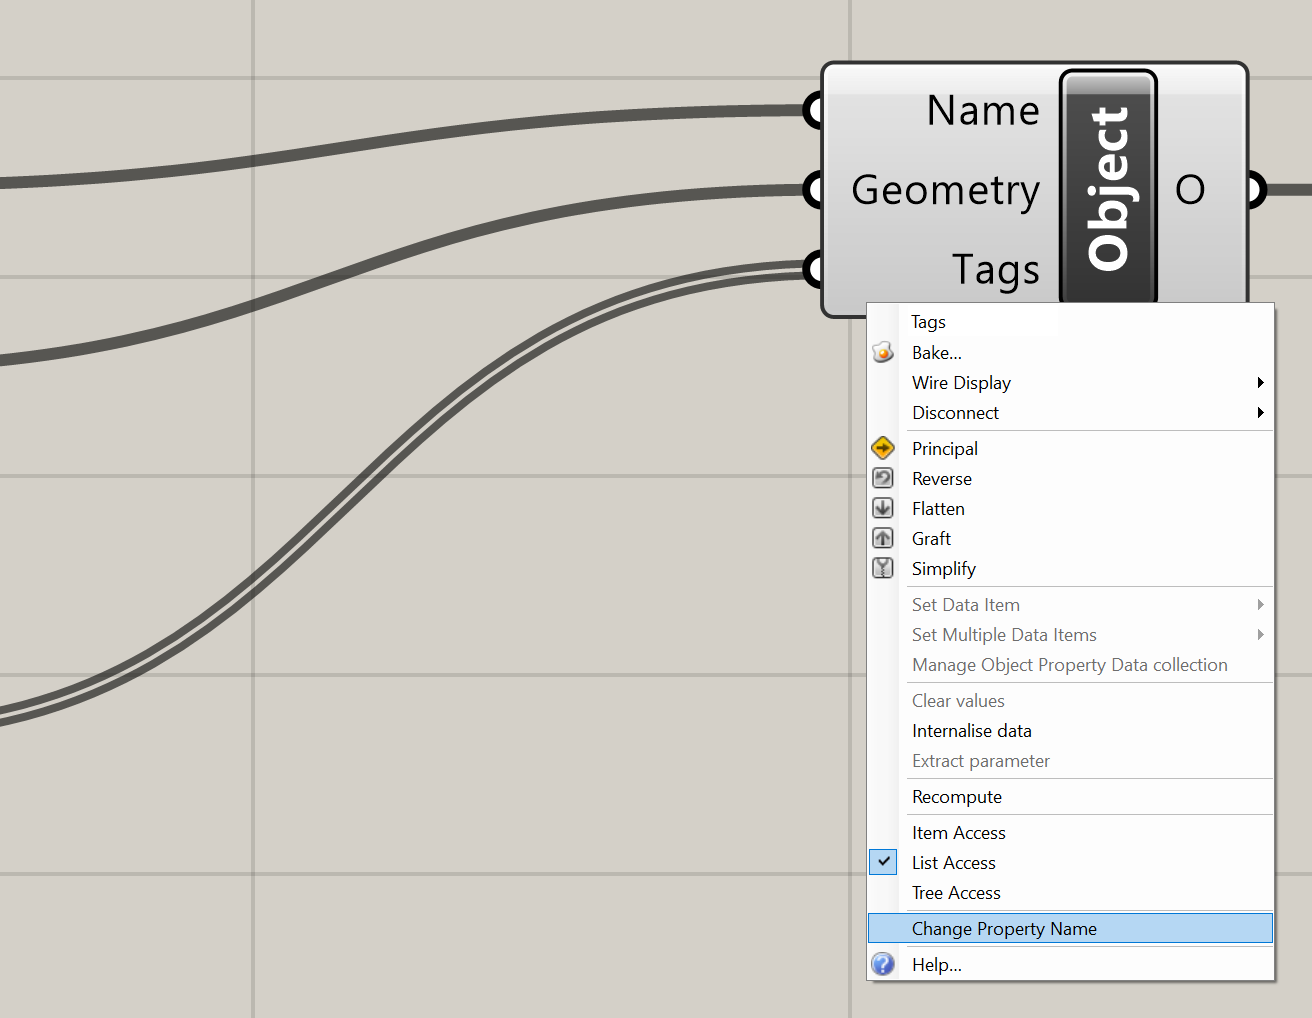 Name
Geometry
Tags
Object
O
Tags
Bake...
Wire Display
Disconnect
Principal
Reverse
Flatten
Graft
Simplify
Set Data Item
Set Multiple Data Items
Manage Object Property Data collection
Clear values
Internalise data
Extract parameter
Recompute
Item Access
List Access
Tree Access
Change Property Name
Help...